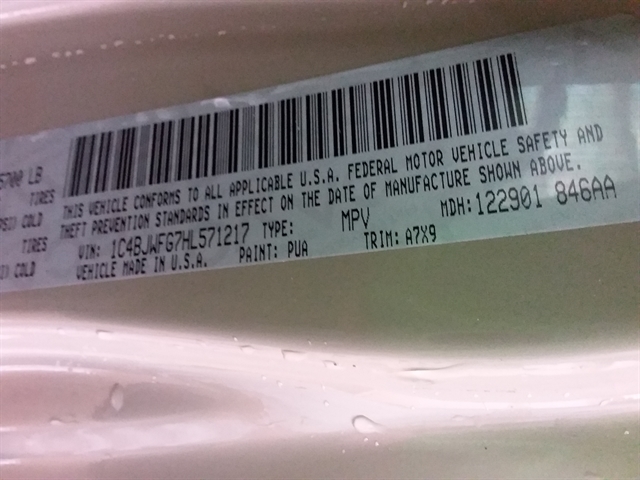 5700 LB
TIRES
PSI COLD
TIRES
PSI COLD
THIS VEHICLE CONFORMS TO ALL APPLICABLE U.S.A. FEDERAL MOTOR VEHICLE SAFETY AND
THEFT PREVENTION STANDARDS IN EFFECT ON THE DATE OF MANUFACTURE SHOWN ABOVE.
VIN: 1C4BJWFG7HL571217 TYPE: MPV MDH: 122901 846AA
VEHICLE MADE IN U.S.A. PAINT: PUA TRIM: A7X9